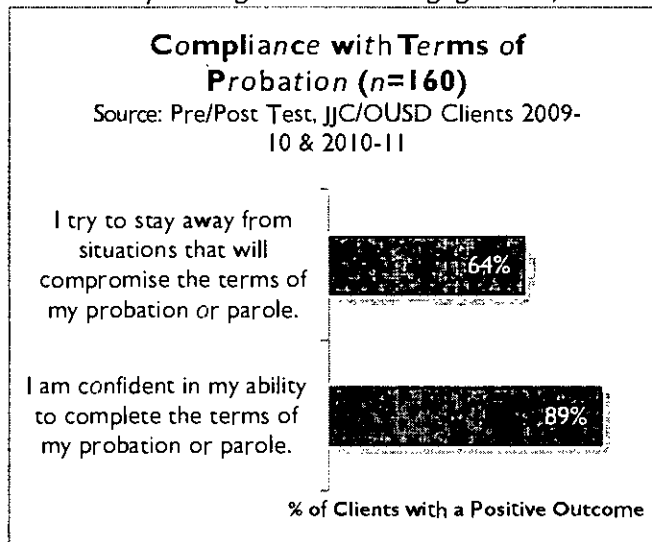 Compliance with Terms of
Probation (n=160)
Source: Pre/Post Test, JJC/OUSD Clients 2009-
10 & 2010-11
I try to stay away from
situations that will
compromise the terms of
my probation or parole.
64%
I am confident in my ability
to complete the terms of
my probation or parole.
89%
% of Clients with a Positive Outcome